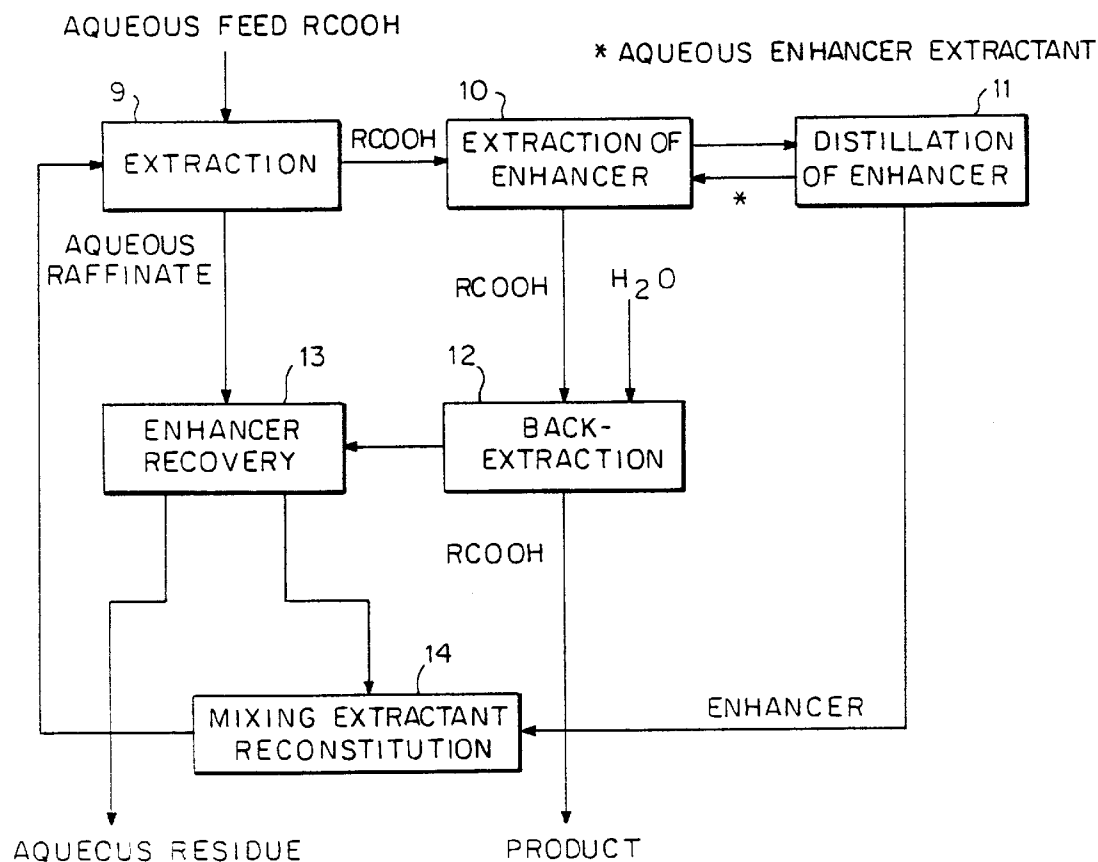 AQUEOUS FEED RCOOH
* AQUEOUS ENHANCER EXTRACTANT
9
EXTRACTION
RCOOH
10
EXTRACTION OF
ENHANCER
11
DISTILLATION
OF ENHANCER
*
AQUEOUS
RAFFINATE
RCOOH
H2O
13
ENHANCER
RECOVERY
12
BACK-
EXTRACTION
RCOOH
14
MIXING EXTRACTANT
RECONSTITUTION
ENHANCER
AQUECUS RESIDUE
PRODUCT